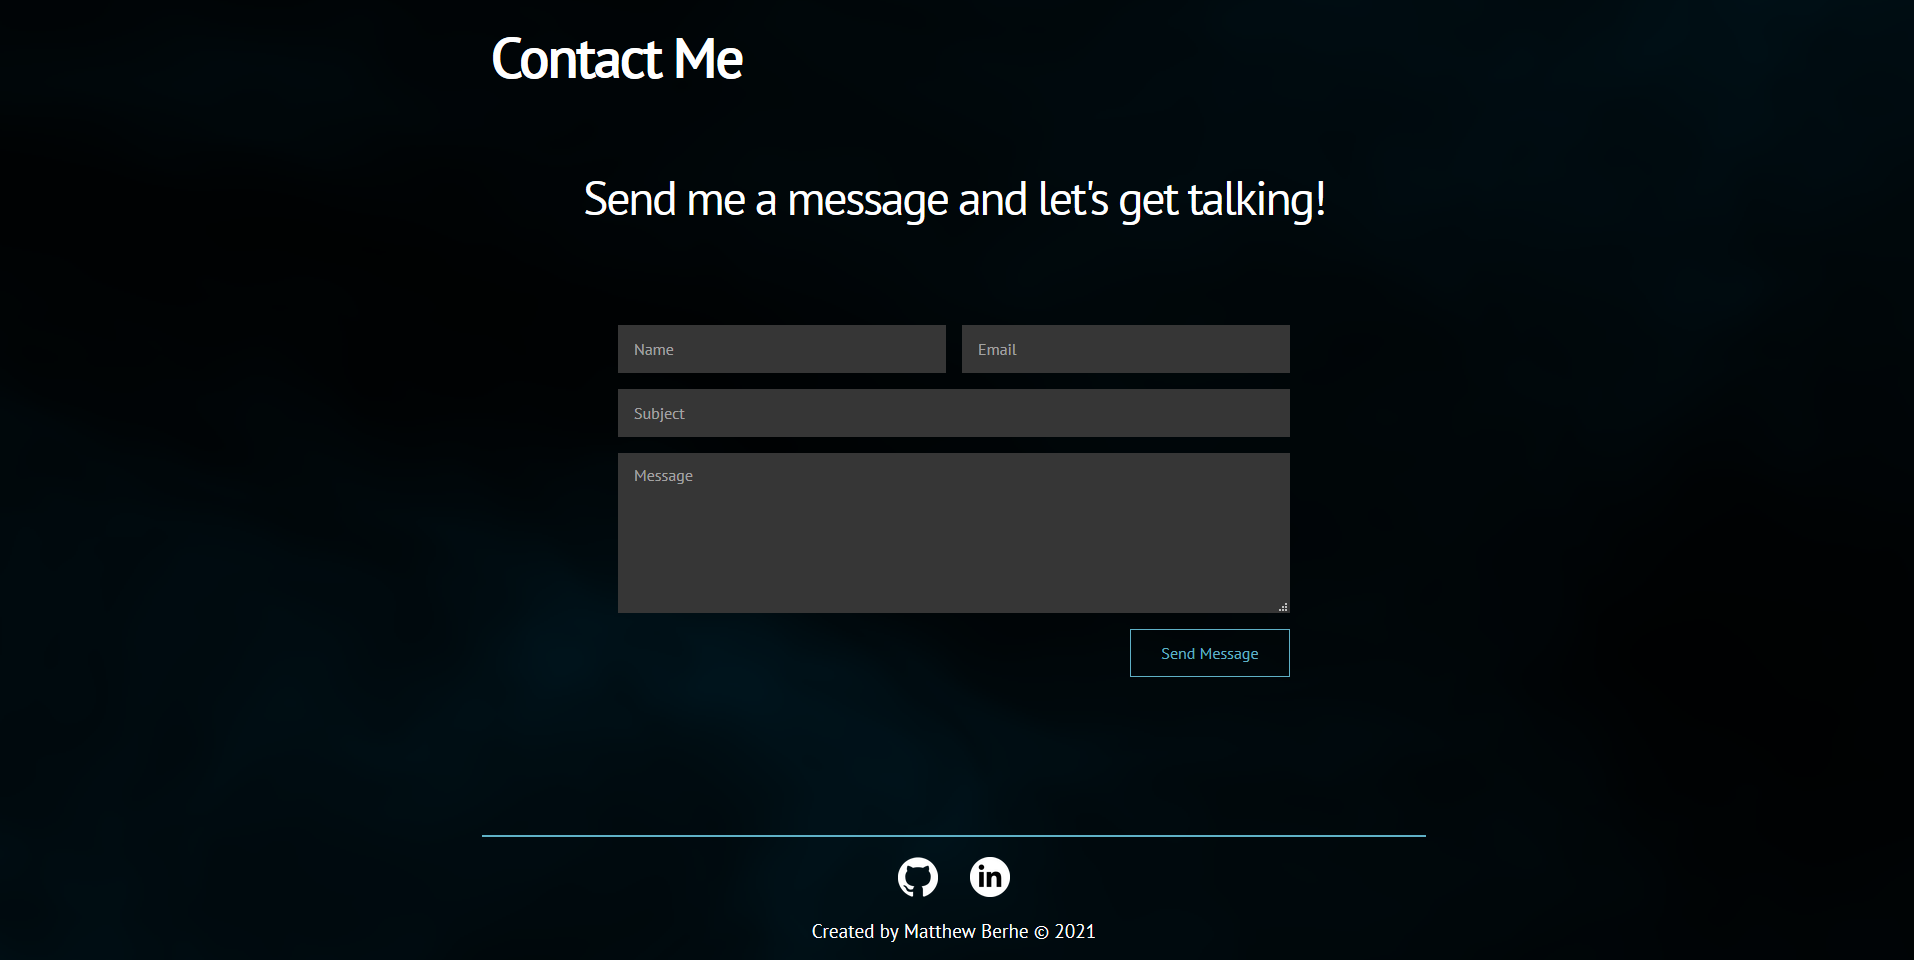 Contact Me
Send me a message and let's get talking!
Name
Email
Subject
Message
Send Message
in
Created by Matthew Berhe © 2021